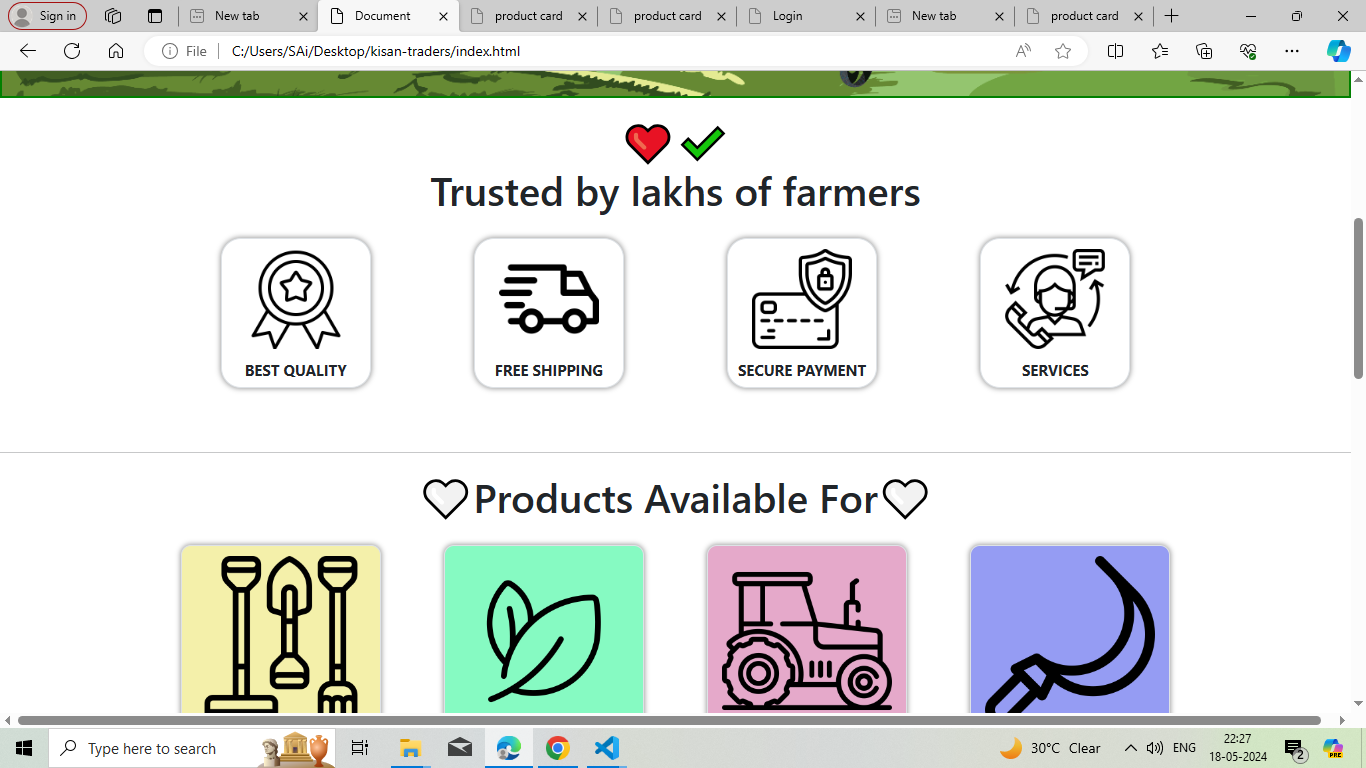 Sign in
New tab
Document
product card
product card
Login
New tab
product card
File
C:/Users/SAi/Desktop/kisan-traders/index.html
Trusted by lakhs of farmers
BEST QUALITY
FREE SHIPPING
SECURE PAYMENT
SERVICES
Products Available For
Type here to search
30°C Clear
ENG
22:27
18-05-2024
2
PRE